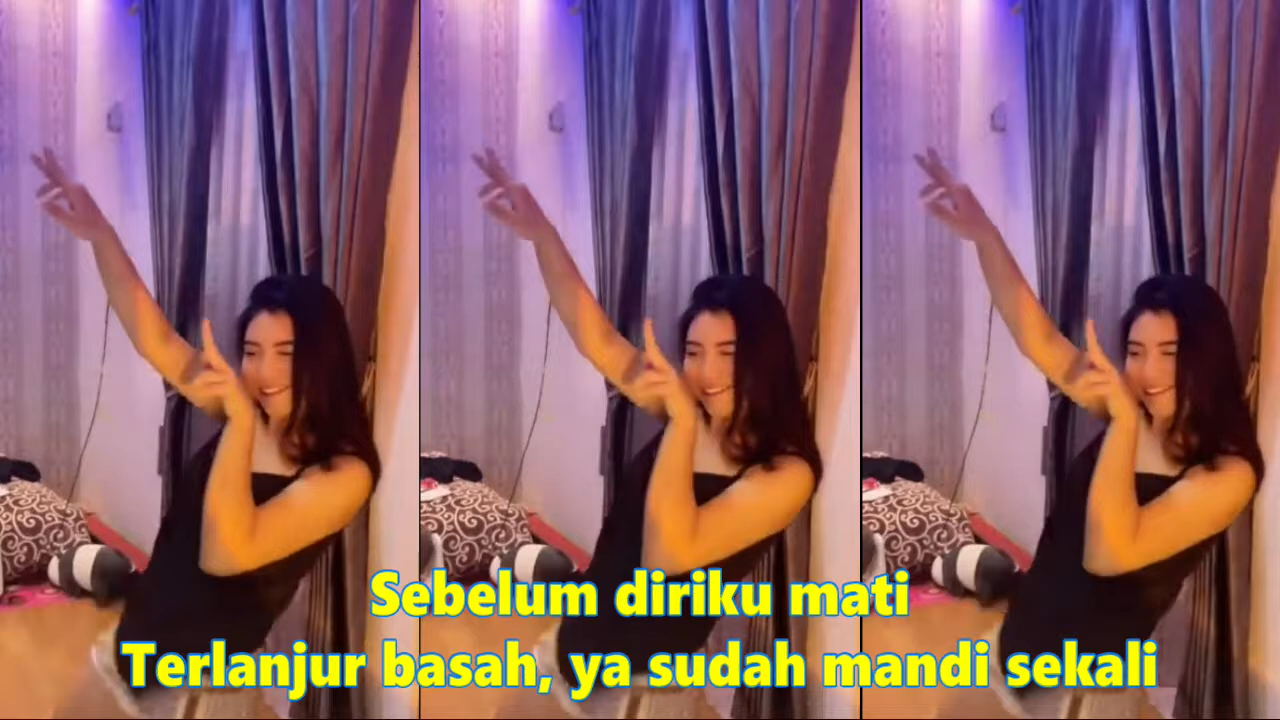 Sebelum diriku mati
Terlanjur basah, ya sudah mandi sekali